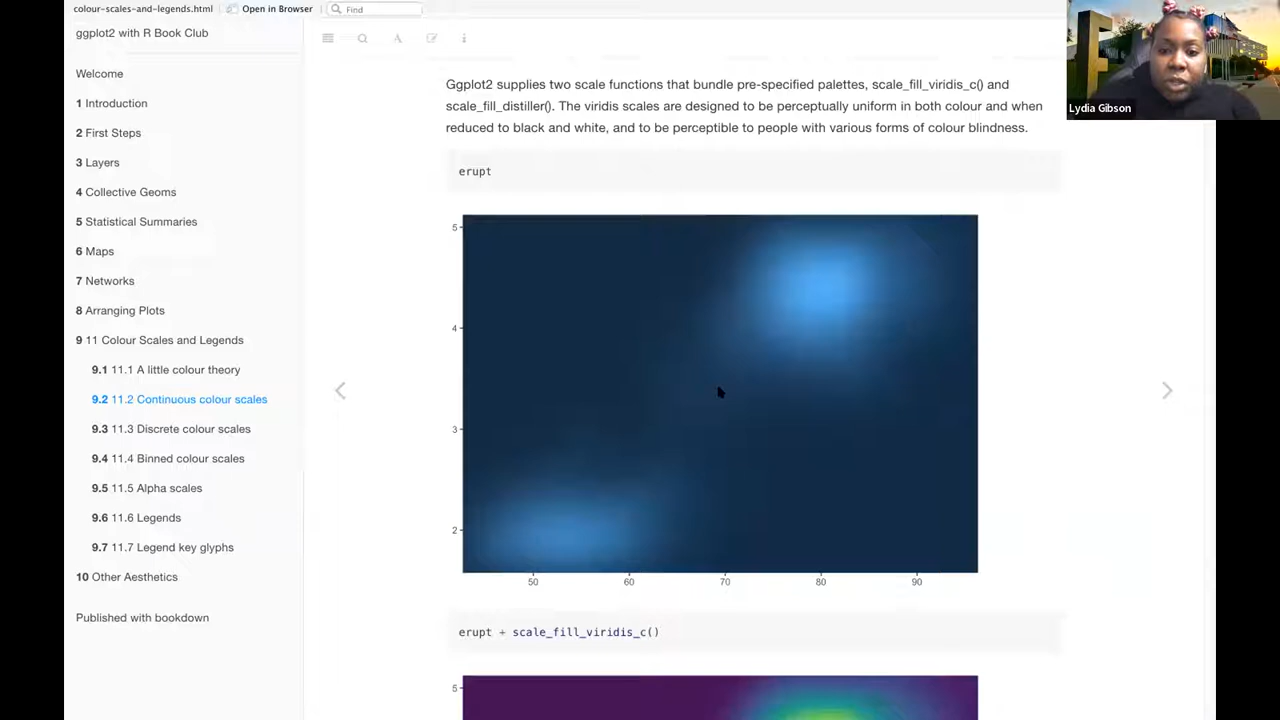 colour-scales-and-legends.html
Open in Browser
Find
ggplot2 with R Book Club
Welcome
1 Introduction
2 First Steps
3 Layers
4 Collective Geoms
5 Statistical Summaries
6 Maps
7 Networks
8 Arranging Plots
9 11 Colour Scales and Legends
9.1 11.1 A little colour theory
9.2 11.2 Continuous colour scales
9.3 11.3 Discrete colour scales
9.4 11.4 Binned colour scales
9.5 11.5 Alpha scales
9.6 11.6 Legends
9.7 11.7 Legend key glyphs
10 Other Aesthetics
Published with bookdown
Ggplot2 supplies two scale functions that bundle pre-specified palettes, scale_fill_viridis_c() and
scale_fill_distiller(). The viridis scales are designed to be perceptually uniform in both colour and when
reduced to black and white, and to be perceptible to people with various forms of colour blindness.
erupt
5
4
3
2
50 60 70 80 90
erupt + scale_fill_viridis_c()
5
Lydia Gibson